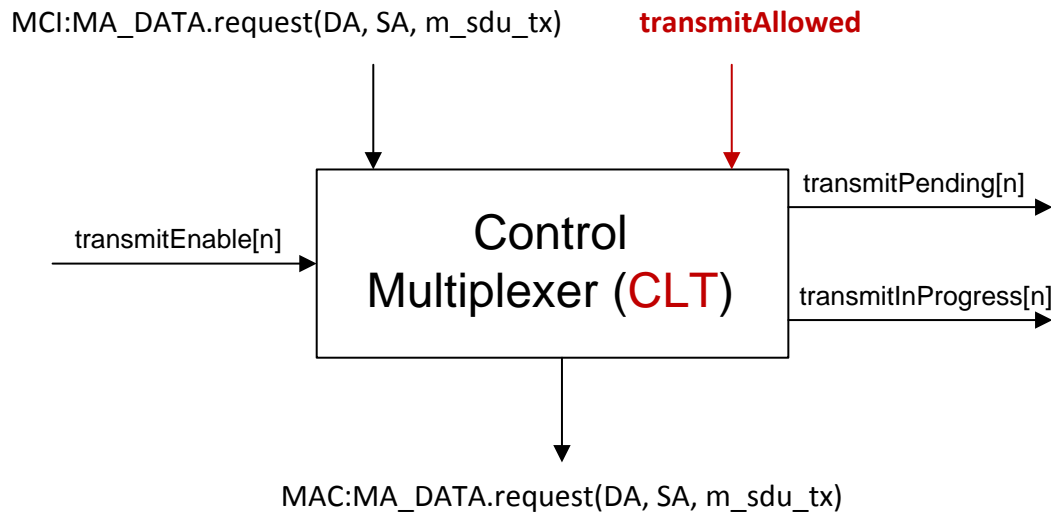 MCI:MA_DATA.request(DA, SA, m_sdu_tx) transmitAllowed
transmitPending[n]
transmitEnable[n]
Control
Multiplexer (CLT)
transmitInProgress[n]
MAC:MA_DATA.request(DA, SA, m_sdu_tx)